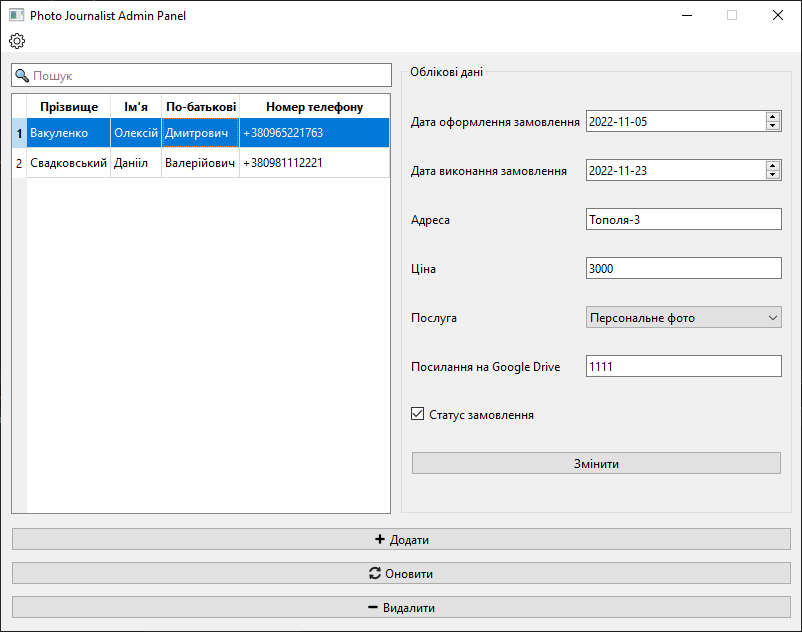 Photo Journalist Admin Panel
Пошук
Прізвище Ім'я По-батькові Номер телефону
1 Вакуленко Олексій Дмитрович +380965221763
2 Свадковський Данііл Валерійович +380981112221
Облікові дані
Дата оформлення замовлення 2022-11-05
Дата виконання замовлення 2022-11-23
Адреса Тополя-3
Ціна 3000
Послуга Персональне фото
Посилання на Google Drive 1111
Статус замовлення
Змінити
Додати
Оновити
Видалити